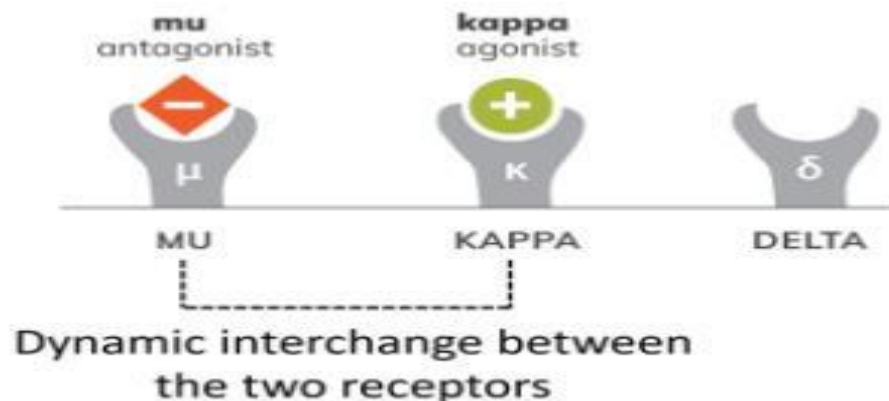 mu
antagonist
kappa
agonist
−
+
μ
κ
δ
MU
KAPPA
DELTA
Dynamic interchange between
the two receptors